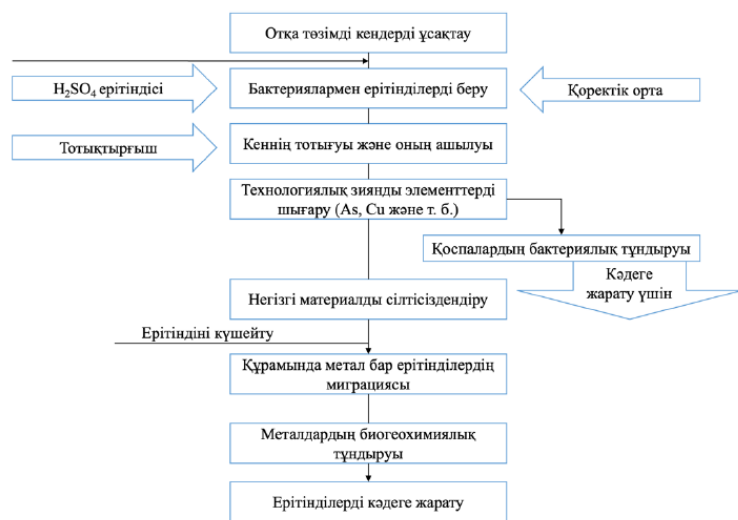 Отқа төзімді кендерді ұсақтау
H₂SO₄ ерітіндісі
Бактериялармен ерітінділерді беру
Қоректік орта
Тотықтырғыш
Кеннің тотығуы және оның ашылуы
Технологиялық зиянды элементтерді
шығару (As, Cu және т. б.)
Қоспалардың бактериялық тұндыруы
Кәдеге
жарату үшін
Негізгі материалды сілтісіздендіру
Ерітіндіні күшейту
Құрамында метал бар ерітінділердің
миграциясы
Металдардың биогеохимиялық
тұндыруы
Ерітінділерді кәдеге жарату